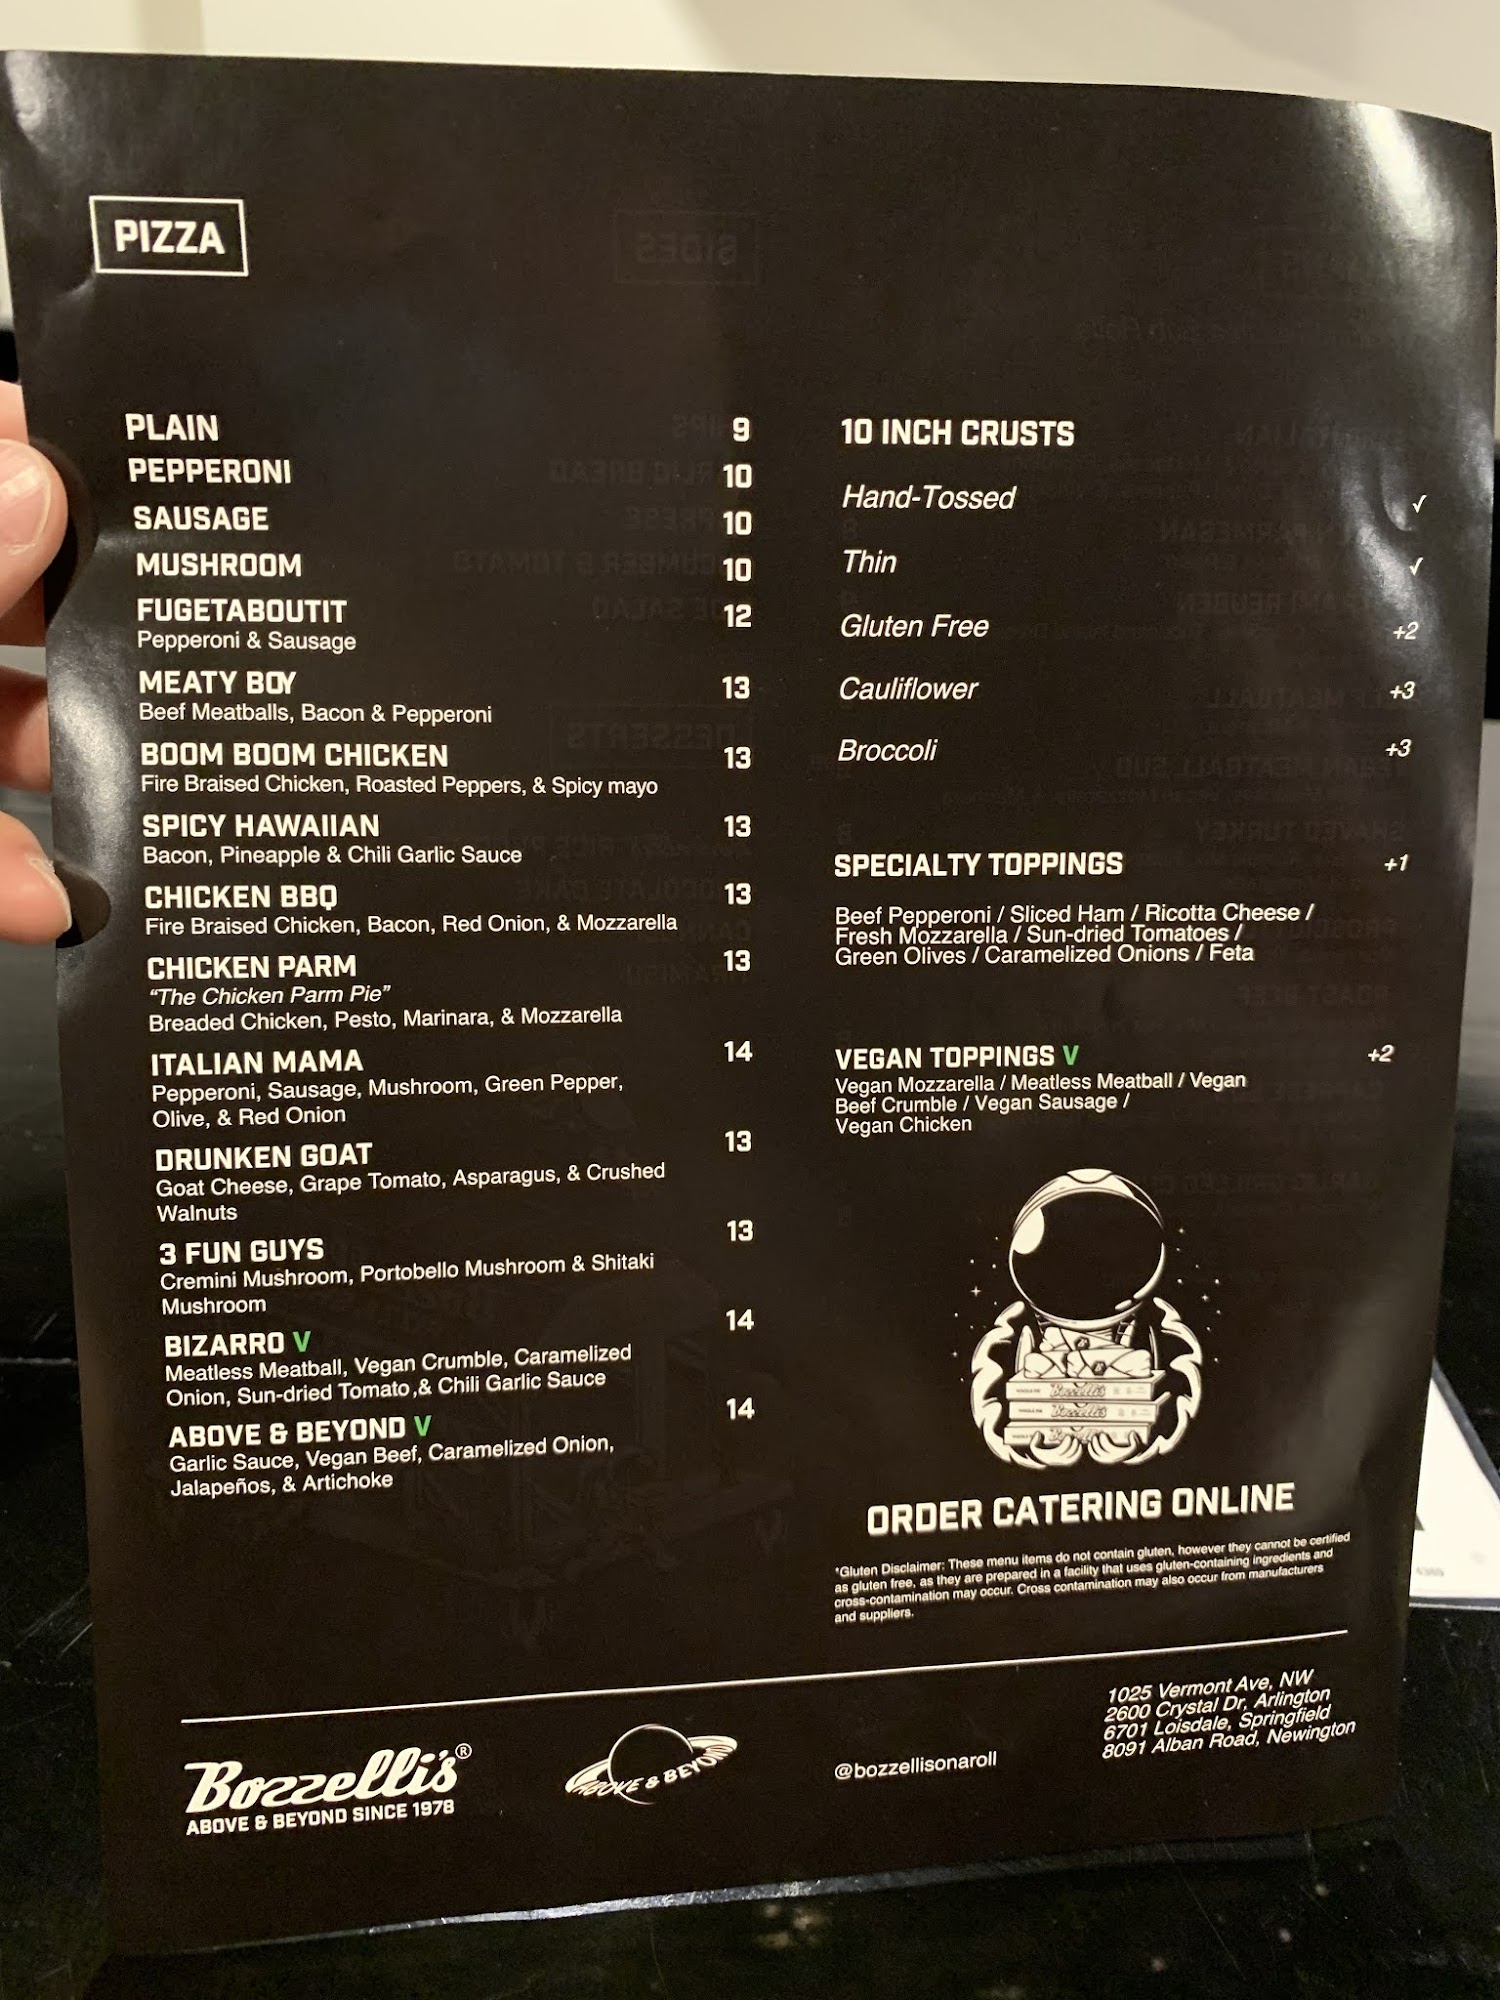 PIZZA
PLAIN 9
PEPPERONI 10
SAUSAGE 10
MUSHROOM 10
FUGETABOUTIT 12
Pepperoni & Sausage
MEATY BOY 13
Beef Meatballs, Bacon & Pepperoni
BOOM BOOM CHICKEN 13
Fire Braised Chicken, Roasted Peppers, & Spicy mayo
SPICY HAWAIIAN 13
Bacon, Pineapple & Chili Garlic Sauce
CHICKEN BBQ 13
Fire Braised Chicken, Bacon, Red Onion, & Mozzarella
CHICKEN PARM 13
“The Chicken Parm Pie”
Breaded Chicken, Pesto, Marinara, & Mozzarella
ITALIAN MAMA 14
Pepperoni, Sausage, Mushroom, Green Pepper,
Olive, & Red Onion
DRUNKEN GOAT 13
Goat Cheese, Grape Tomato, Asparagus, & Crushed
Walnuts
3 FUN GUYS 13
Cremini Mushroom, Portobello Mushroom & Shitaki
Mushroom
BIZARRO V 14
Meatless Meatball, Vegan Crumble, Caramelized
Onion, Sun-dried Tomato,& Chili Garlic Sauce
ABOVE & BEYOND V 14
Garlic Sauce, Vegan Beef, Caramelized Onion,
Jalapeños, & Artichoke
10 INCH CRUSTS
Hand-Tossed ✓
Thin ✓
Gluten Free +2
Cauliflower +3
Broccoli +3
SPECIALTY TOPPINGS +1
Beef Pepperoni / Sliced Ham / Ricotta Cheese /
Fresh Mozzarella / Sun-dried Tomatoes /
Green Olives / Caramelized Onions / Feta
VEGAN TOPPINGS V +2
Vegan Mozzarella / Meatless Meatball / Vegan
Beef Crumble / Vegan Sausage /
Vegan Chicken
Bozzelli's
Bozzelli's
Bozzelli's
ORDER CATERING ONLINE
*Gluten Disclaimer: These menu items do not contain gluten, however they cannot be certified
as gluten free, as they are prepared in a facility that uses gluten-containing ingredients and
cross-contamination may occur. Cross contamination may also occur from manufacturers
and suppliers.
Bozzelli's®
ABOVE & BEYOND SINCE 1978
ABOVE & BEYOND
@bozzellisonaroll
1025 Vermont Ave, NW
2600 Crystal Dr, Arlington
6701 Loisdale, Springfield
8091 Alban Road, Newington